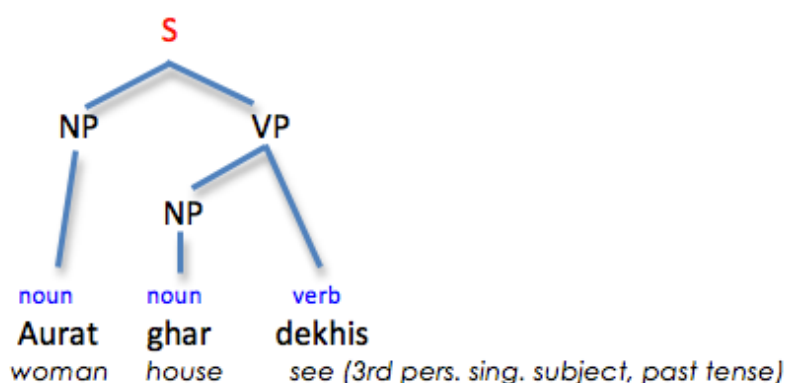 S
NP VP
NP
noun noun verb
Aurat ghar dekhis
woman house see (3rd pers. sing. subject, past tense)